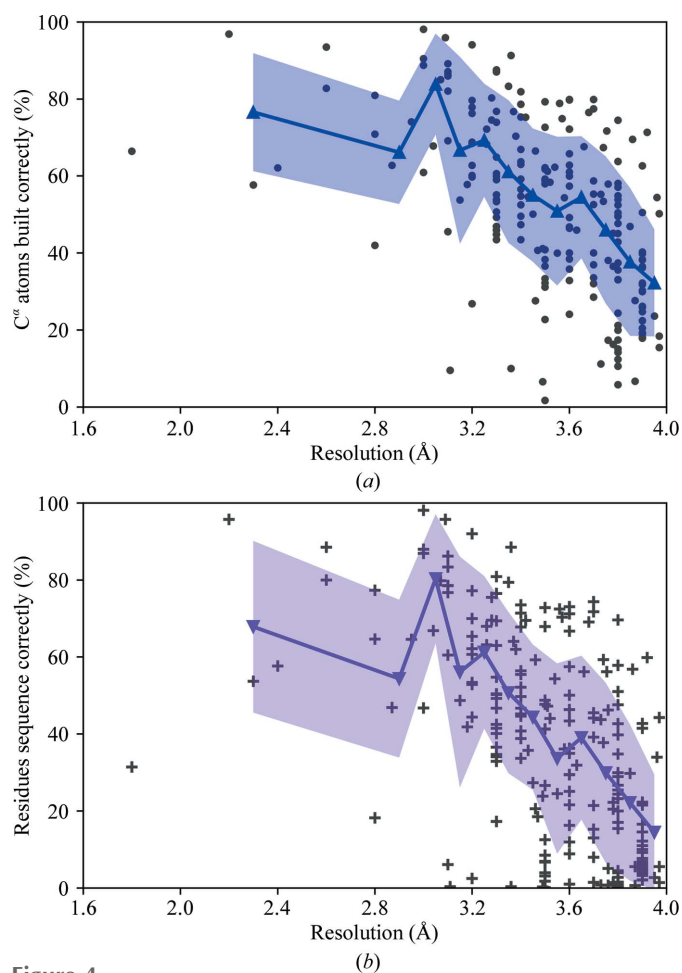 100
80
60
40
20
0
Cα atoms built correctly (%)
1.6 2.0 2.4 2.8 3.2 3.6 4.0
Resolution (Å)
(a)
100
80
60
40
20
0
Residues sequence correctly (%)
1.6 2.0 2.4 2.8 3.2 3.6 4.0
Resolution (Å)
(b)
Figure 4